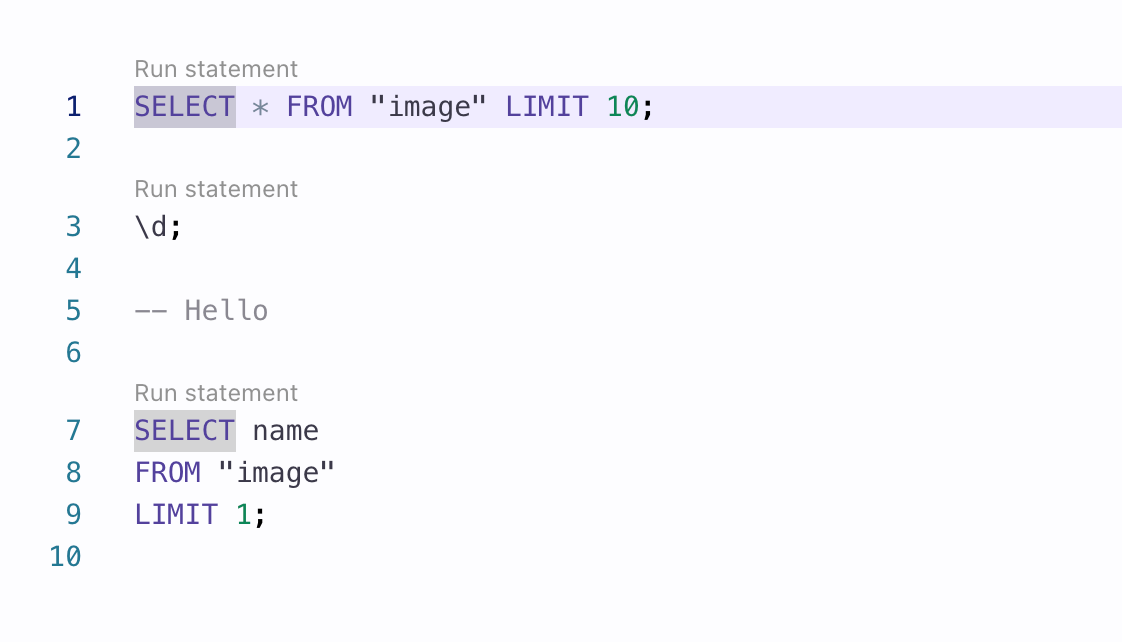 Run statement
1 SELECT * FROM "image" LIMIT 10;
2
Run statement
3 \d;
4
5 -- Hello
6
Run statement
7 SELECT name
8 FROM "image"
9 LIMIT 1;
10